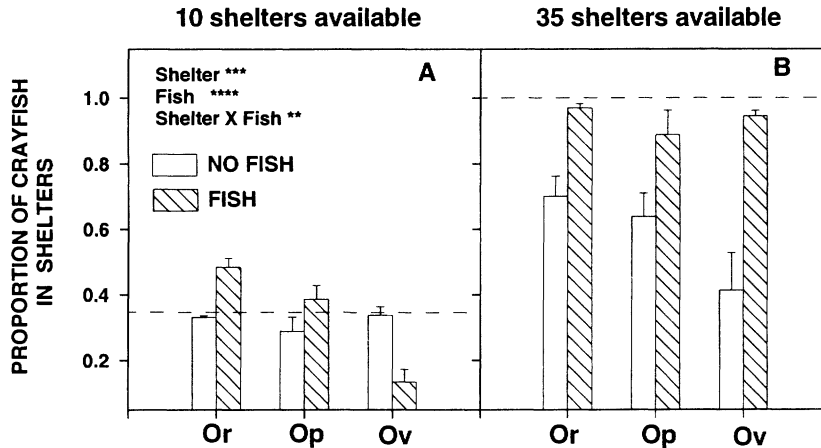 10 shelters available
35 shelters available
PROPORTION OF CRAYFISH
IN SHELTERS
A
Shelter ***
Fish ****
Shelter X Fish **
NO FISH
FISH
B
1.0
0.8
0.6
0.4
0.2
Or
Op
Ov
Or
Op
Ov